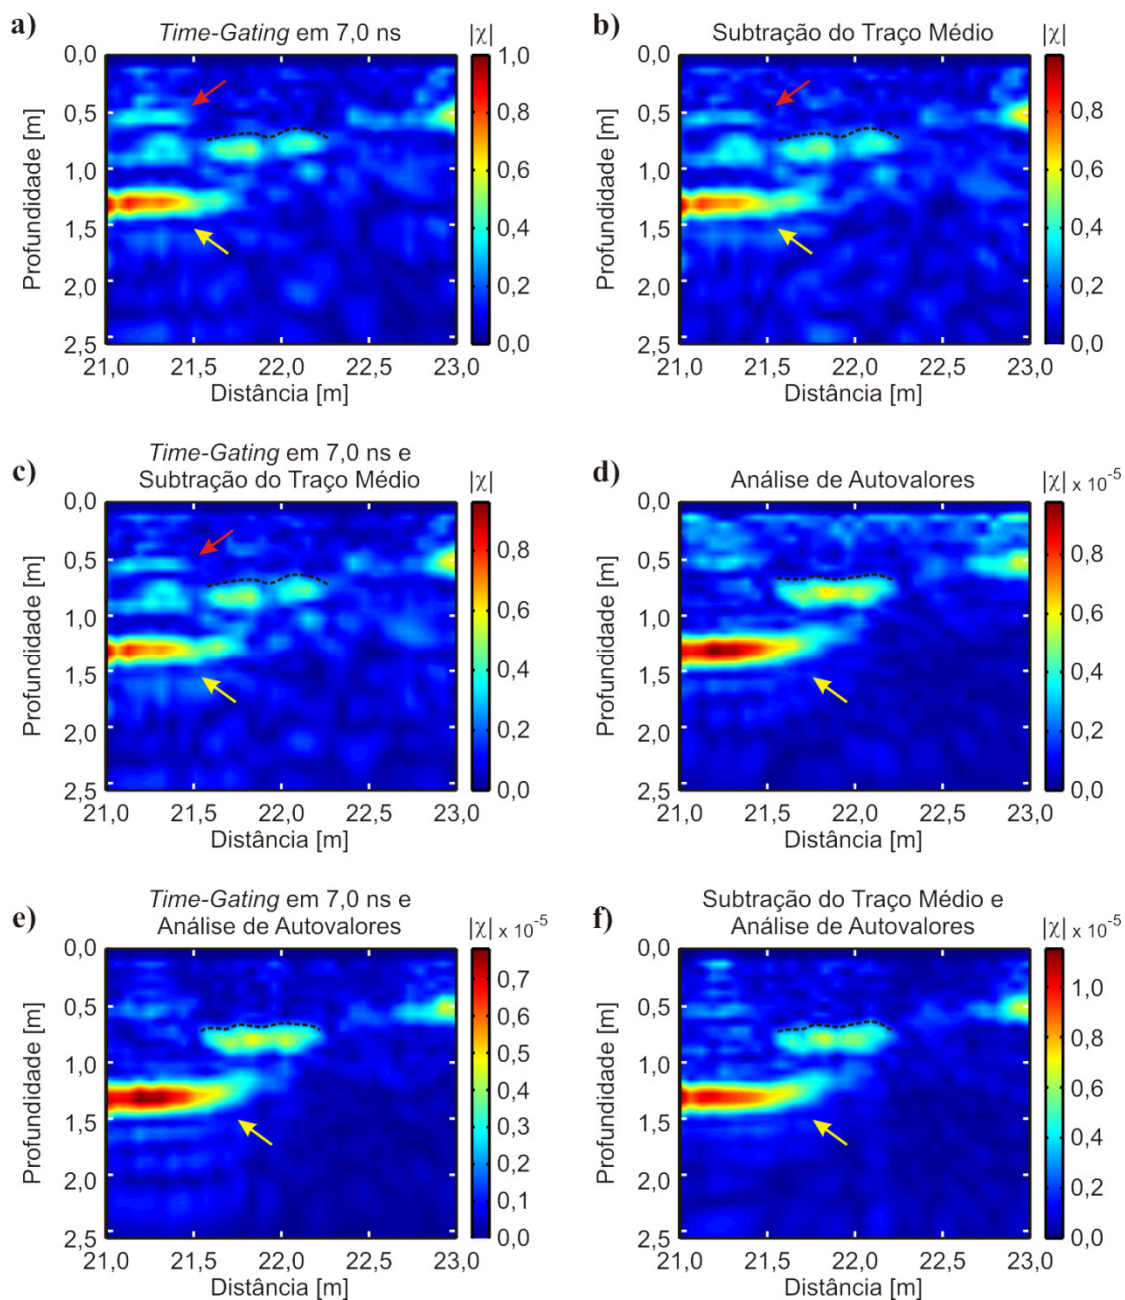 a)
Time-Gating em 7,0 ns
|χ|
0,0
0,5
1,0
1,5
2,0
2,5
Profundidade [m]
21,0 21,5 22,0 22,5 23,0
Distância [m]
1,0
0,8
0,6
0,4
0,2
0,0
b)
Subtração do Traço Médio
|χ|
0,0
0,5
1,0
1,5
2,0
2,5
Profundidade [m]
21,0 21,5 22,0 22,5 23,0
Distância [m]
0,8
0,6
0,4
0,2
0,0
c)
Time-Gating em 7,0 ns e
Subtração do Traço Médio
|χ|
0,0
0,5
1,0
1,5
2,0
2,5
Profundidade [m]
21,0 21,5 22,0 22,5 23,0
Distância [m]
0,8
0,6
0,4
0,2
0,0
d)
Análise de Autovalores
|χ| x 10⁻⁵
0,0
0,5
1,0
1,5
2,0
2,5
Profundidade [m]
21,0 21,5 22,0 22,5 23,0
Distância [m]
0,8
0,6
0,4
0,2
0,0
e)
Time-Gating em 7,0 ns e
Análise de Autovalores
|χ| x 10⁻⁵
0,0
0,5
1,0
1,5
2,0
2,5
Profundidade [m]
21,0 21,5 22,0 22,5 23,0
Distância [m]
0,7
0,6
0,5
0,4
0,3
0,2
0,1
0,0
f)
Subtração do Traço Médio e
Análise de Autovalores
|χ| x 10⁻⁵
0,0
0,5
1,0
1,5
2,0
2,5
Profundidade [m]
21,0 21,5 22,0 22,5 23,0
Distância [m]
1,0
0,8
0,6
0,4
0,2
0,0